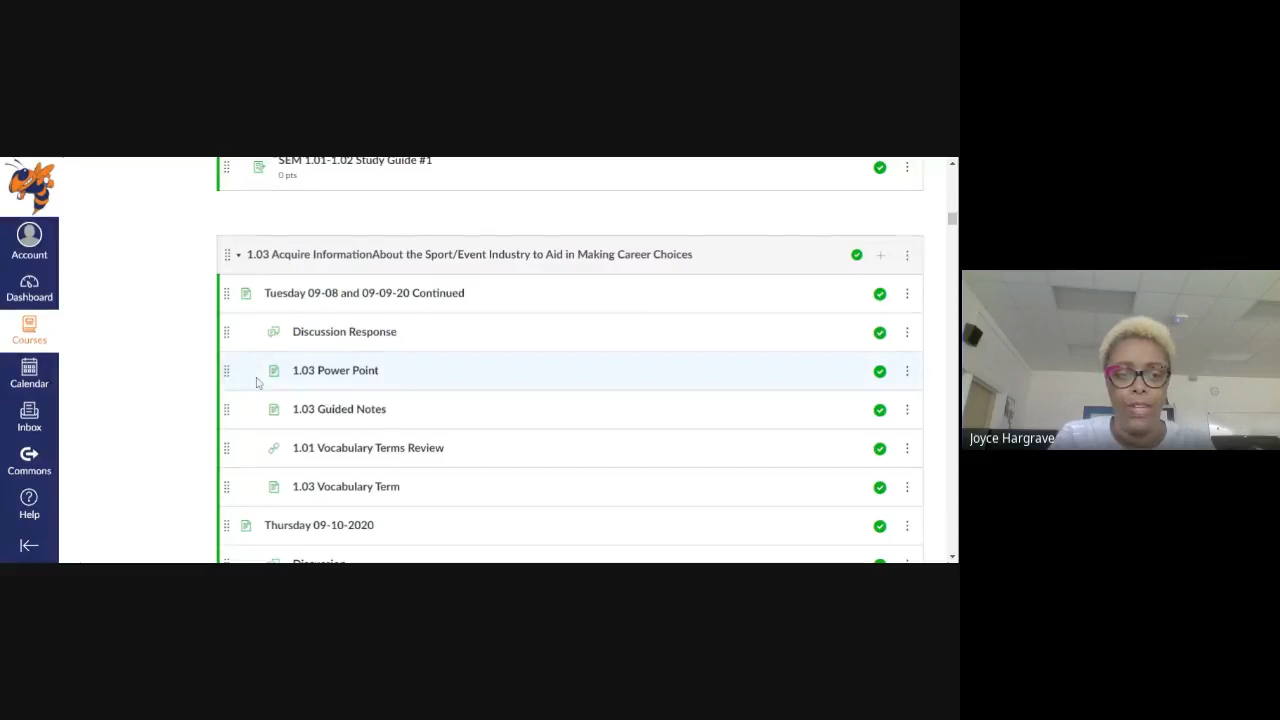 SEM 1.01-1.02 Study Guide #1
0 pts
Account
Dashboard
Courses
Calendar
Inbox
Commons
Help
1.03 Acquire InformationAbout the Sport/Event Industry to Aid in Making Career Choices
Tuesday 09-08 and 09-09-20 Continued
Discussion Response
1.03 Power Point
1.03 Guided Notes
1.01 Vocabulary Terms Review
1.03 Vocabulary Term
Thursday 09-10-2020
Discussion
Joyce Hargrave